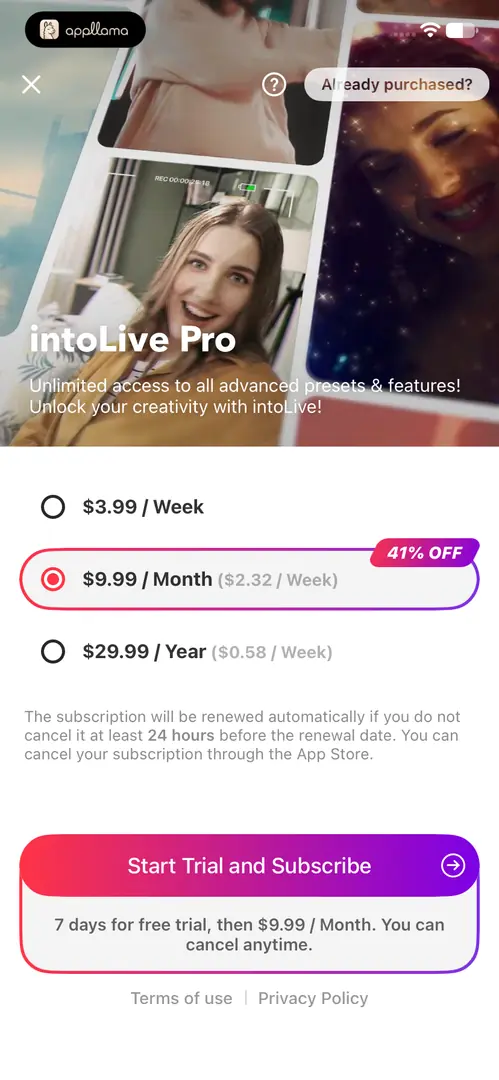 appllama
?
Already purchased?
REC 00:00:28:18
intoLive Pro
Unlimited access to all advanced presets & features!
Unlock your creativity with intoLive!
$3.99 / Week
41% OFF
$9.99 / Month ($2.32 / Week)
$29.99 / Year ($0.58 / Week)
The subscription will be renewed automatically if you do not
cancel it at least 24 hours before the renewal date. You can
cancel your subscription through the App Store.
Start Trial and Subscribe
7 days for free trial, then $9.99 / Month. You can
cancel anytime.
Terms of use | Privacy Policy